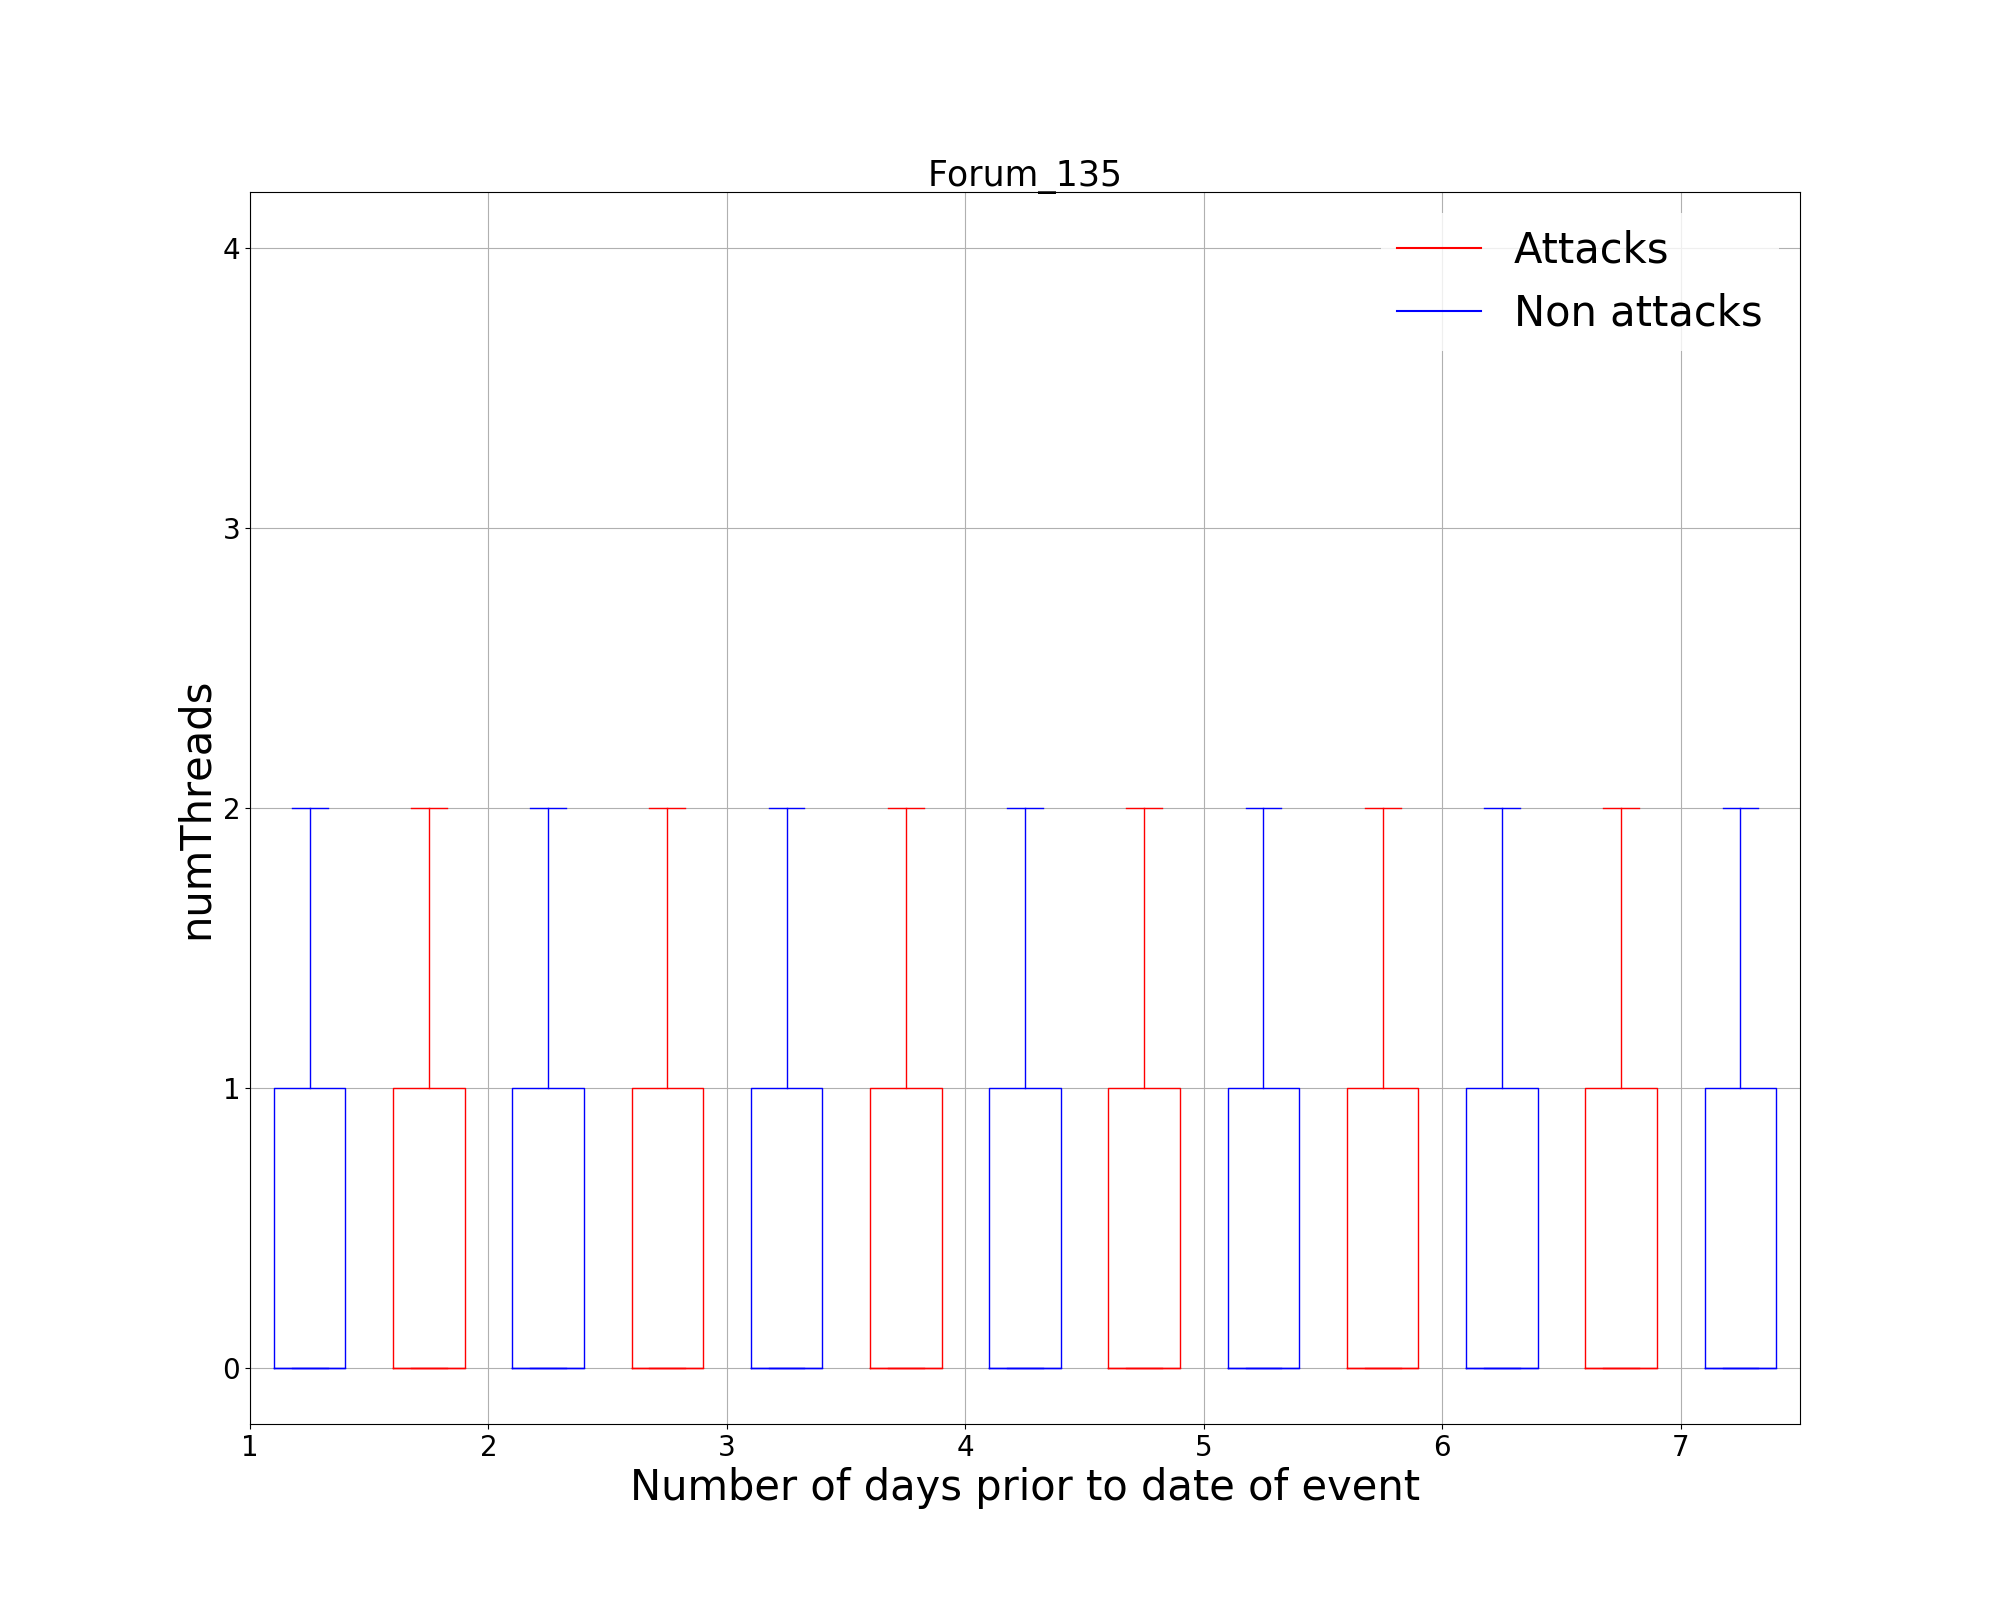 Forum_135
Attacks
Non attacks
numThreads
4
3
2
1
0
1 2 3 4 5 6 7
Number of days prior to date of event